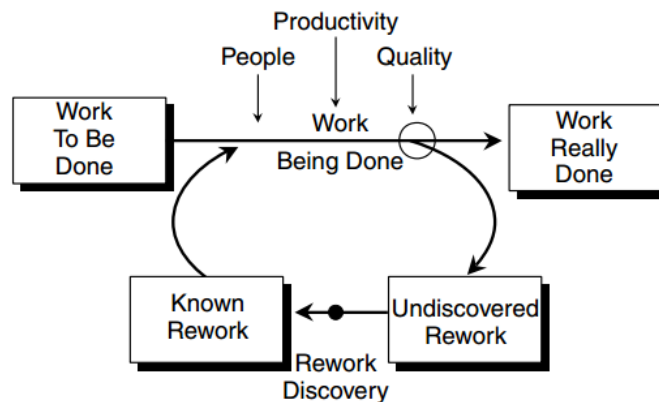 Productivity
People
Quality
Work
To Be
Done
Work
Being Done
Work
Really
Done
Known
Rework
Undiscovered
Rework
Rework
Discovery